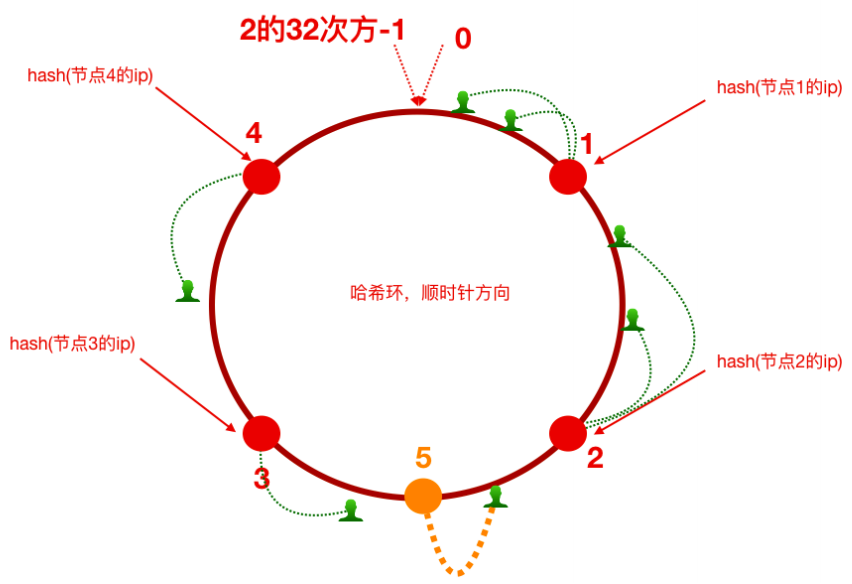 2的32次方-1
0
hash(节点4的ip)
hash(节点1的ip)
4
1
哈希环，顺时针方向
hash(节点3的ip)
hash(节点2的ip)
5
2
3